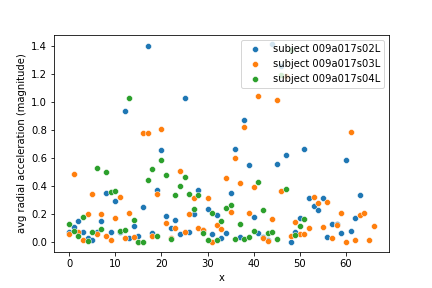 subject 009a017s02L
subject 009a017s03L
subject 009a017s04L
avg radial acceleration (magnitude)
1.4
1.2
1.0
0.8
0.6
0.4
0.2
0.0
0 10 20 30 40 50 60
x